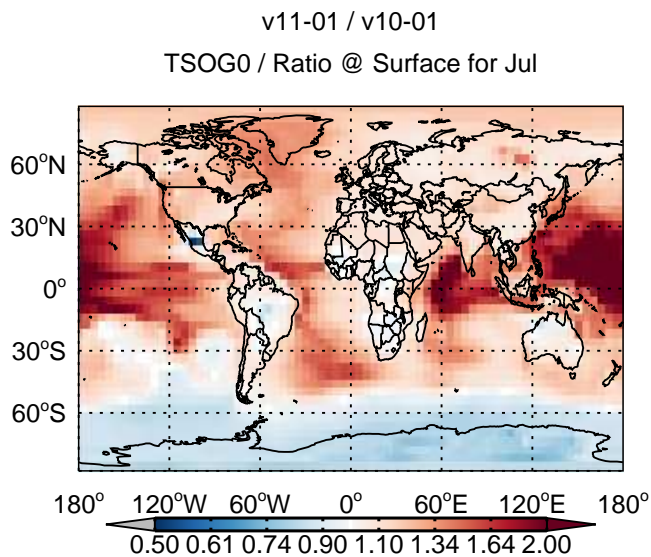 v11-01 / v10-01
TSOG0 / Ratio @ Surface for Jul
60°N
30°N
0°
30°S
60°S
180° 120°W 60°W 0° 60°E 120°E 180°
0.50 0.61 0.74 0.90 1.10 1.34 1.64 2.00